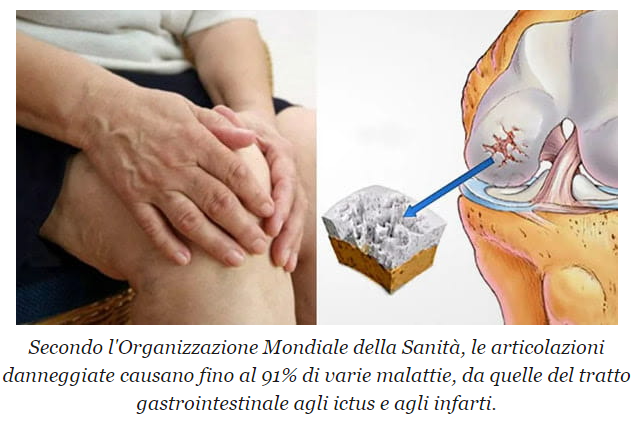 Secondo l'Organizzazione Mondiale della Sanità, le articolazioni
danneggiate causano fino al 91% di varie malattie, da quelle del tratto
gastrointestinale agli ictus e agli infarti.